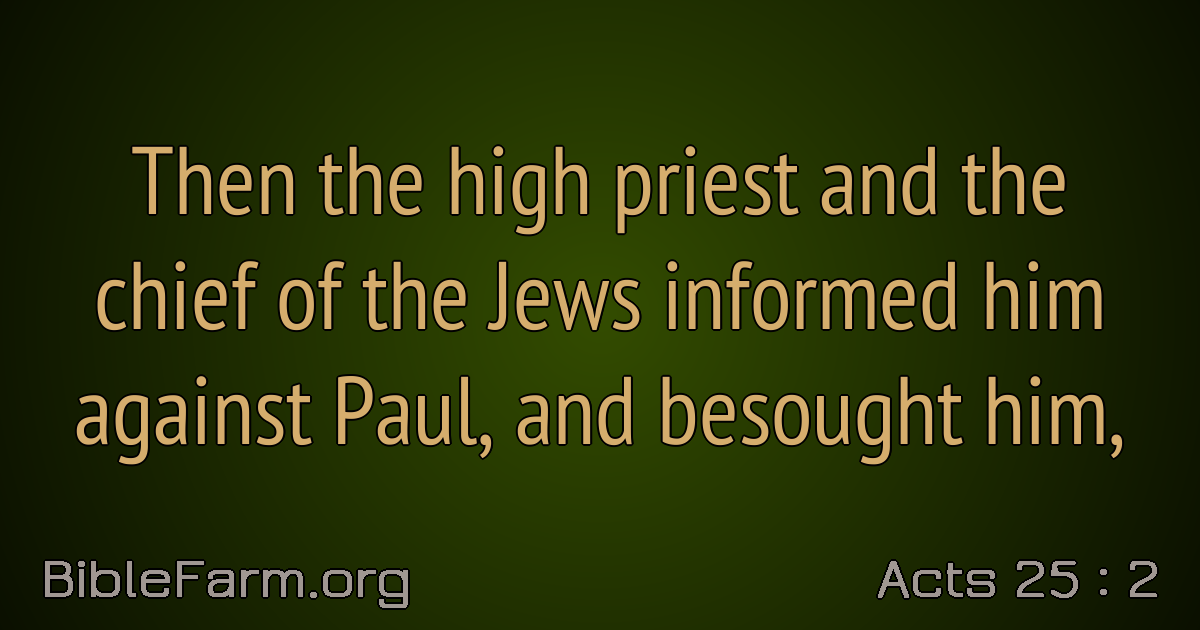 Then the high priest and the
chief of the Jews informed him
against Paul, and besought him,
BibleFarm.org
Acts 25 : 2